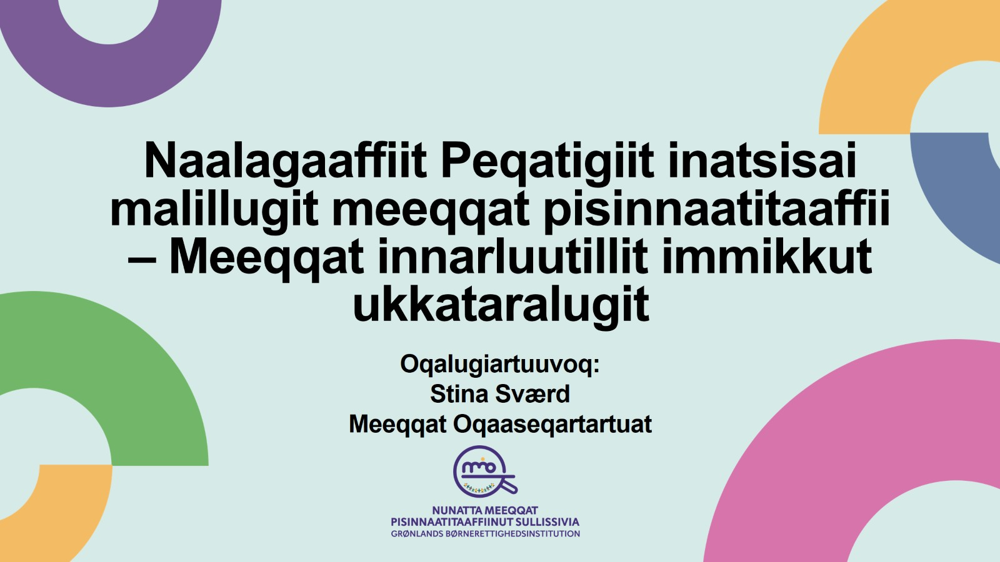 Naalagaaffiit Peqatigiit inatsisai
malillugit meeqqat pisinnaatitaaffii
– Meeqqat innarluutillit immikkut
ukkataralugit
Oqalugiartuuvoq:
Stina Sværd
Meeqqat Oqaaseqartartuat
mio
NUNATTA MEEQQAT
PISINNAATITAAFFIINUT SULLISSIVIA
GRØNLANDS BØRNERETTIGHEDSINSTITUTION